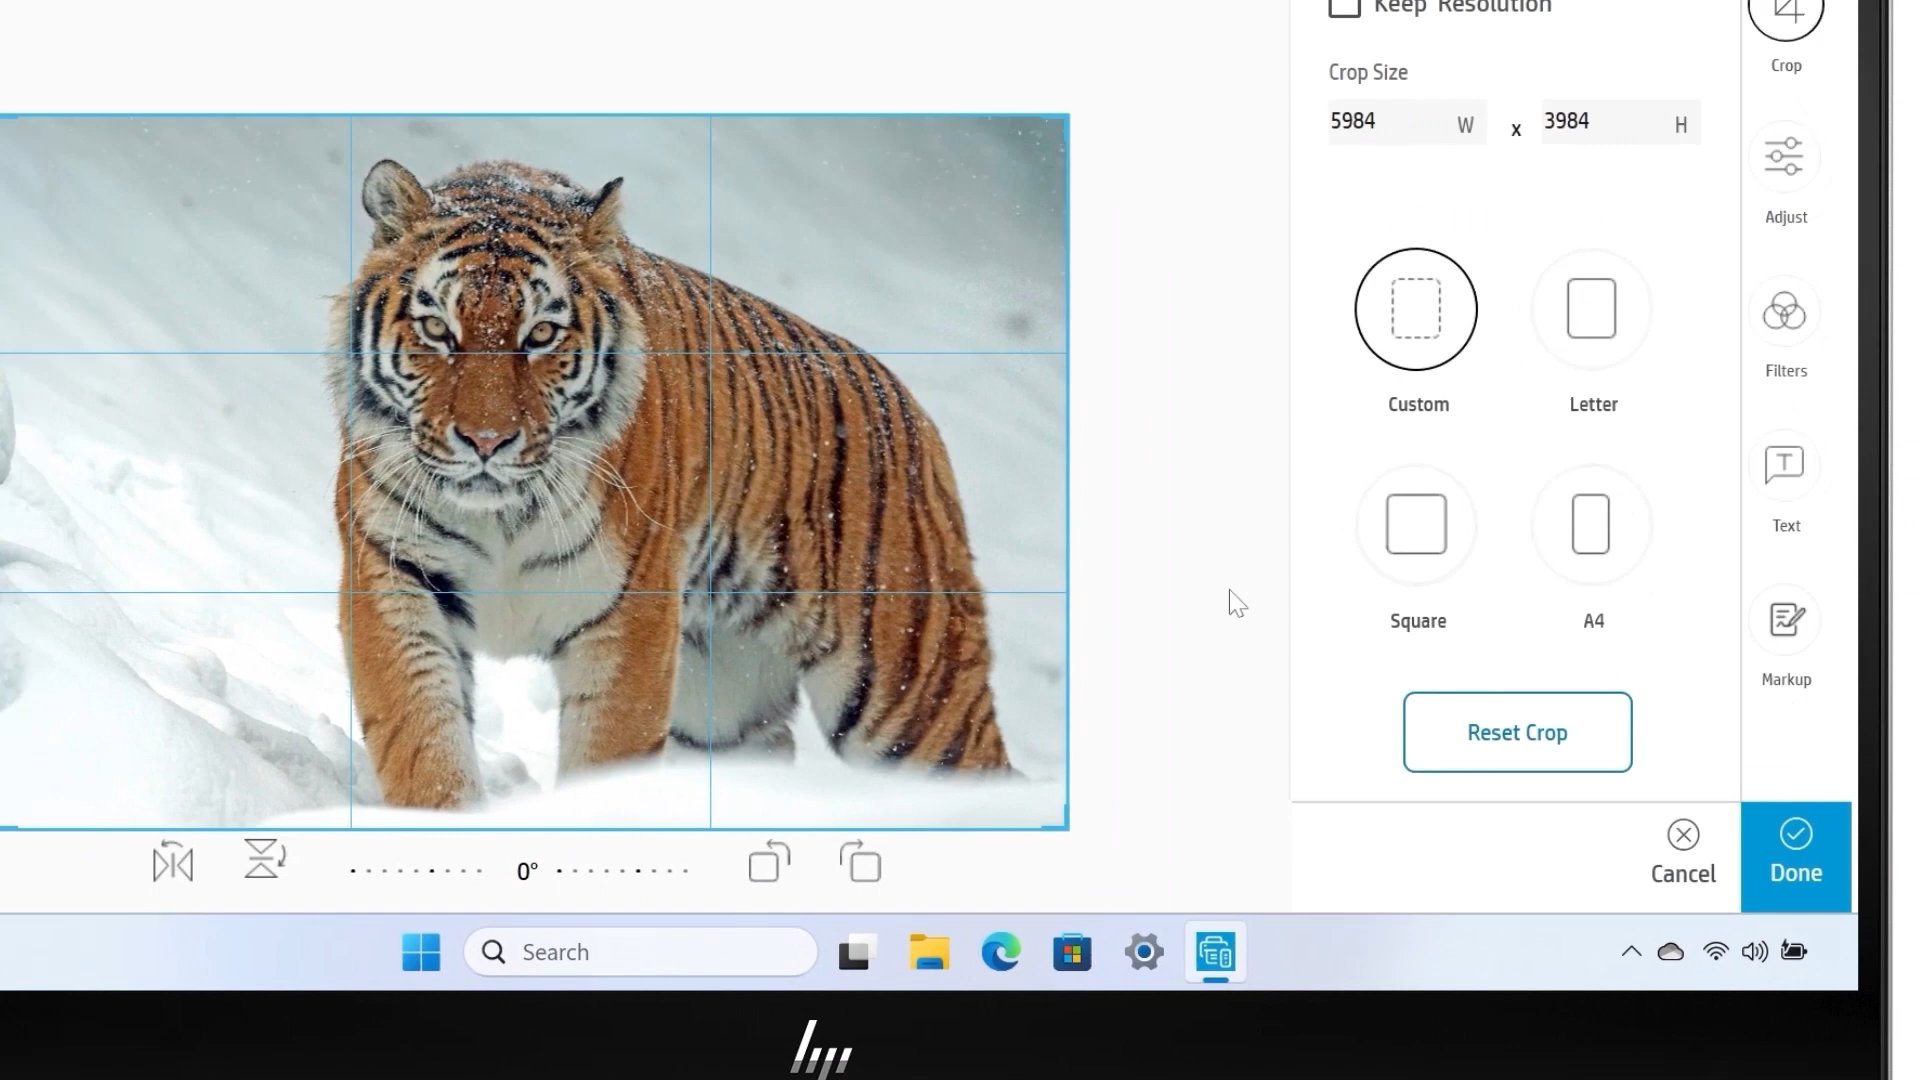 Keep Resolution
Crop
Crop Size
5984 W x 3984 H
Adjust
Custom
Letter
Filters
Text
Square
A4
Markup
Reset Crop
0°
Cancel
Done
Search
hp